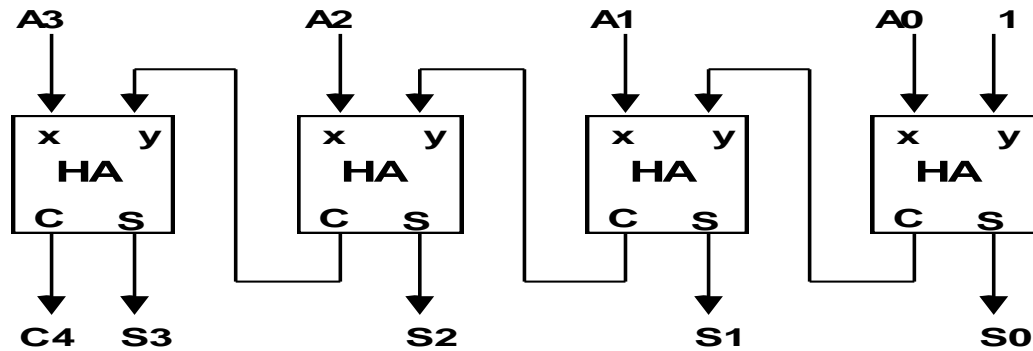 A3 A2 A1 A0 1
x y x y x y x y
HA HA HA HA
C S C S C S C S
C4 S3 S2 S1 S0